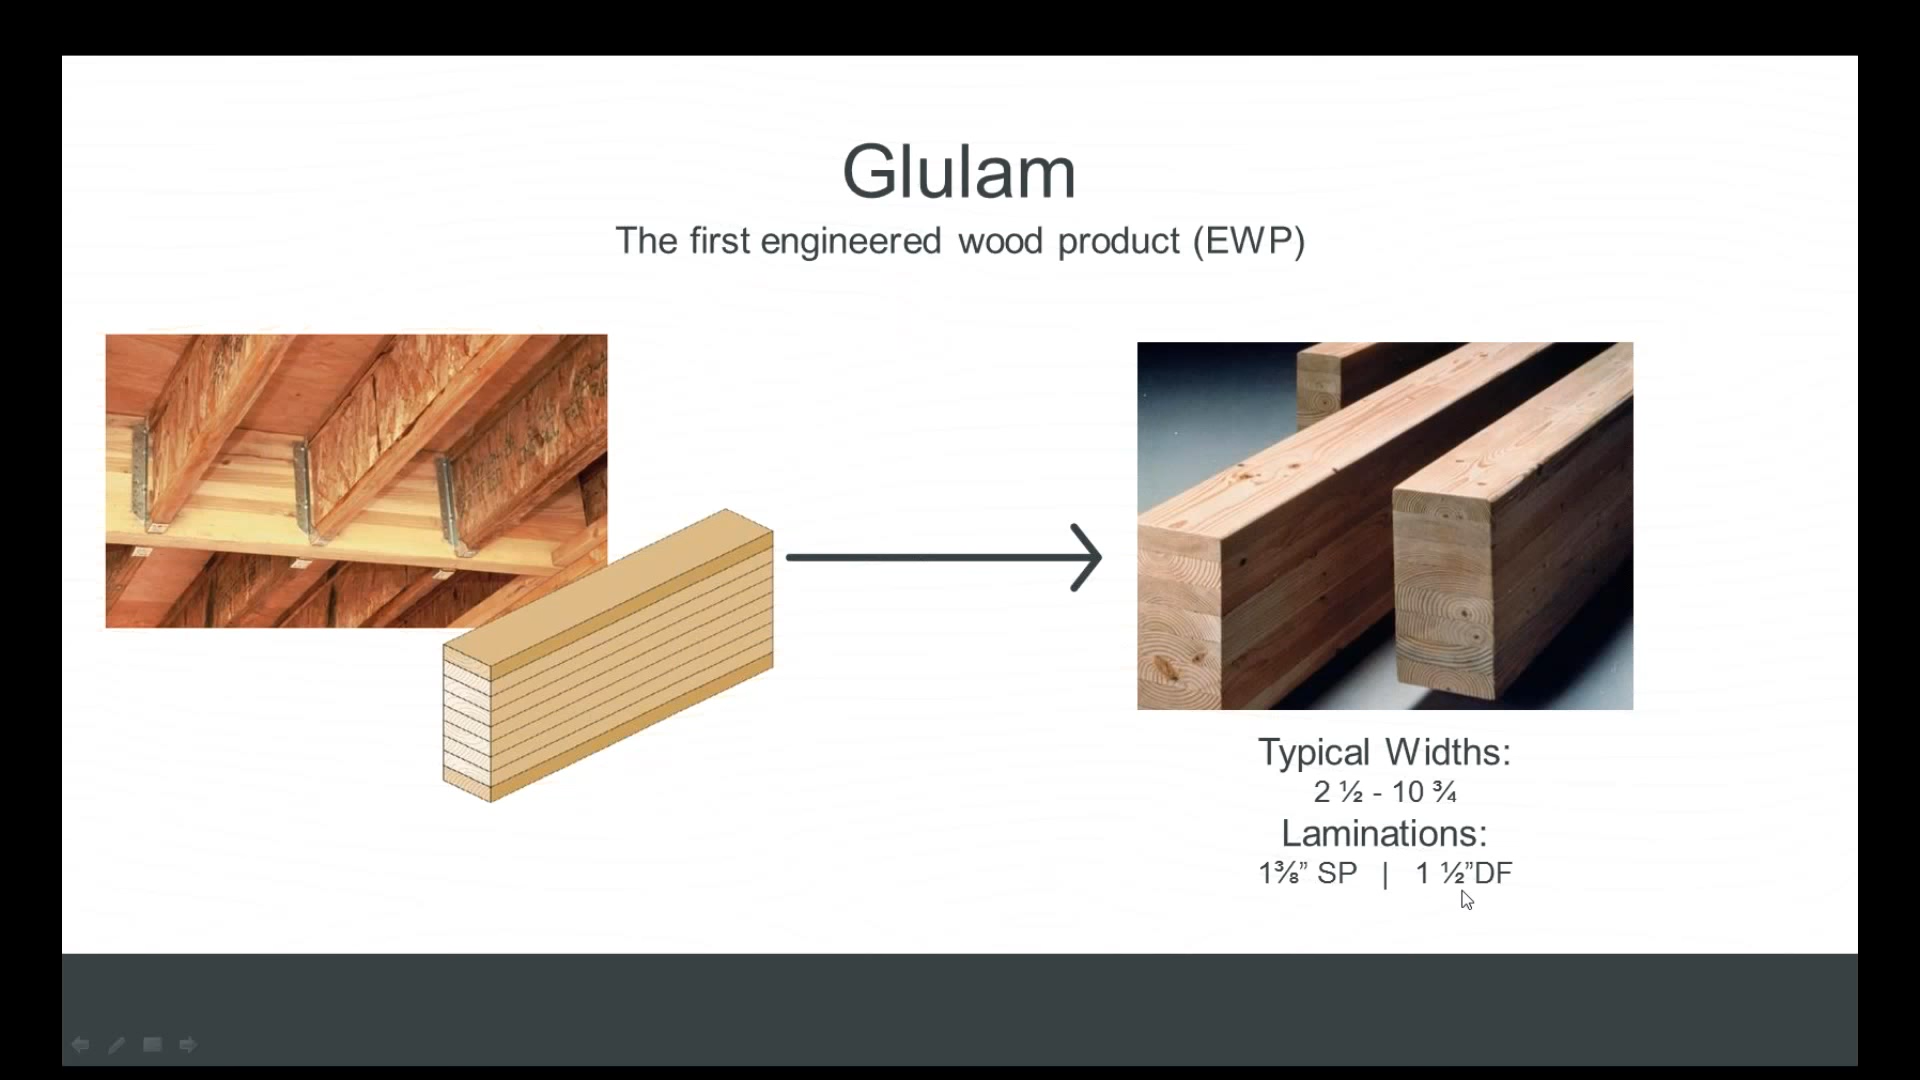 Glulam
The first engineered wood product (EWP)
Typical Widths:
2 ½ - 10 ¾
Laminations:
1⅜” SP | 1 ½”DF